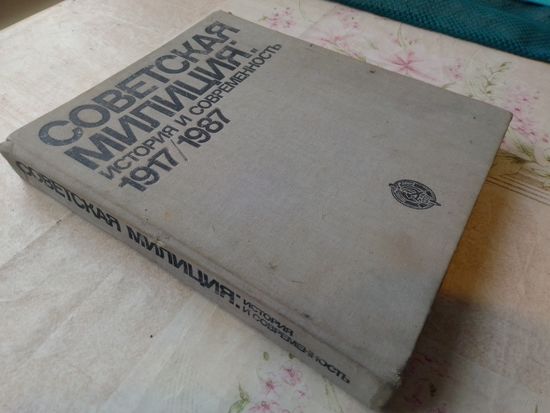 СОВЕТСКАЯ
МИЛИЦИЯ:
ИСТОРИЯ И СОВРЕМЕННОСТЬ
1917/1987
СОВЕТСКАЯ МИЛИЦИЯ: ИСТОРИЯ
И СОВРЕМЕННОСТЬ